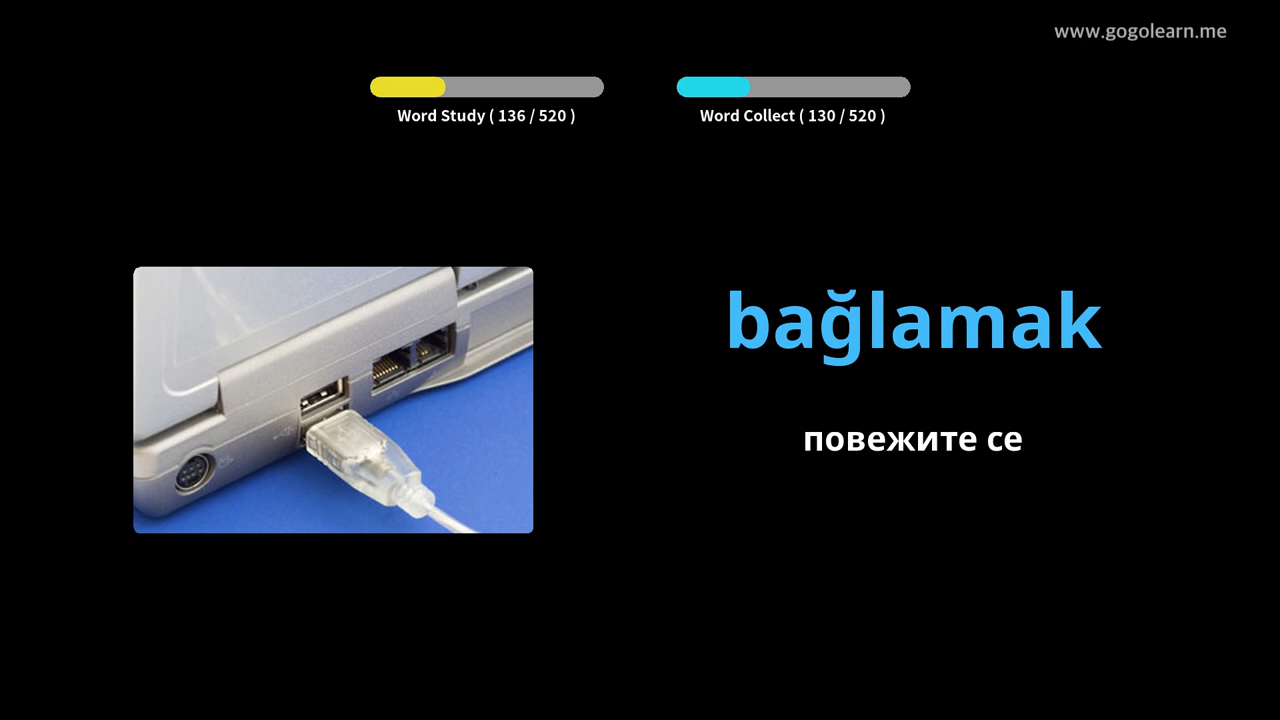 www.gogolearn.me
Word Study ( 136 / 520 )
Word Collect ( 130 / 520 )
bağlamak
повежите се